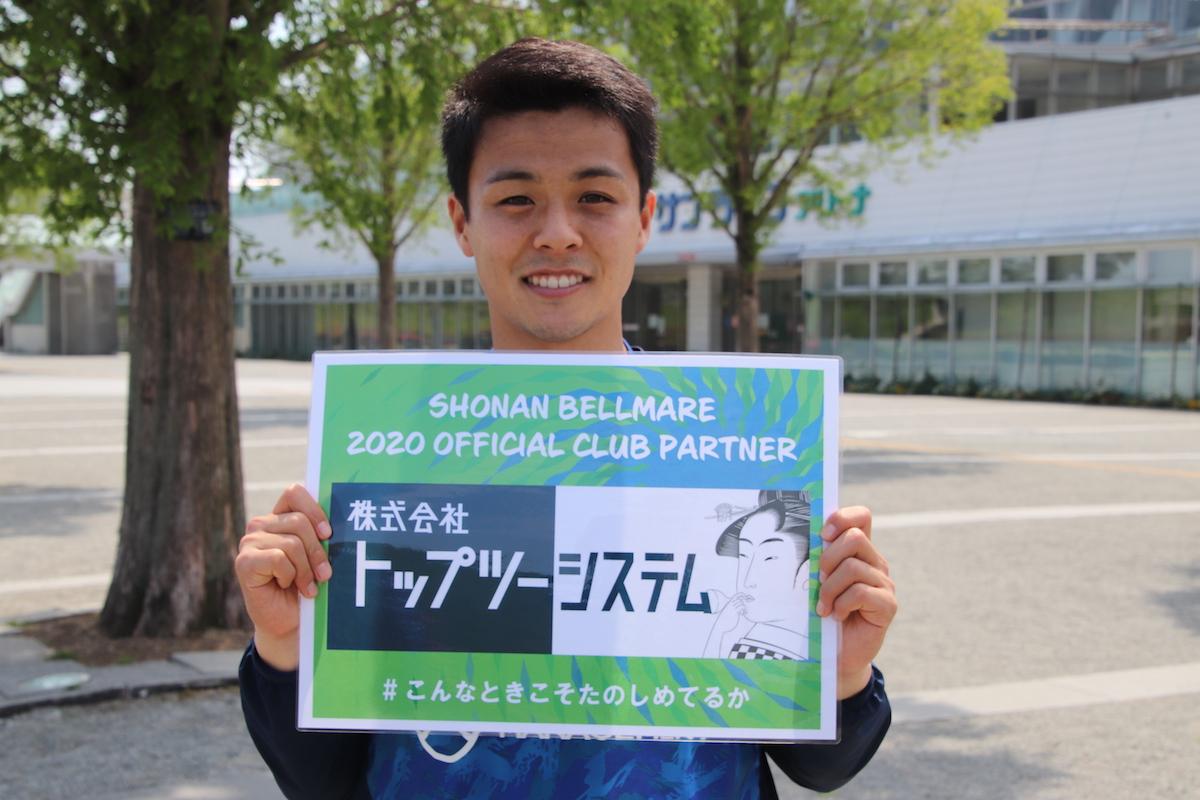 SHONAN BELLMARE
2020 OFFICIAL CLUB PARTNER
株式会社
トップツーシステム
#こんなときこそたのしめてるか